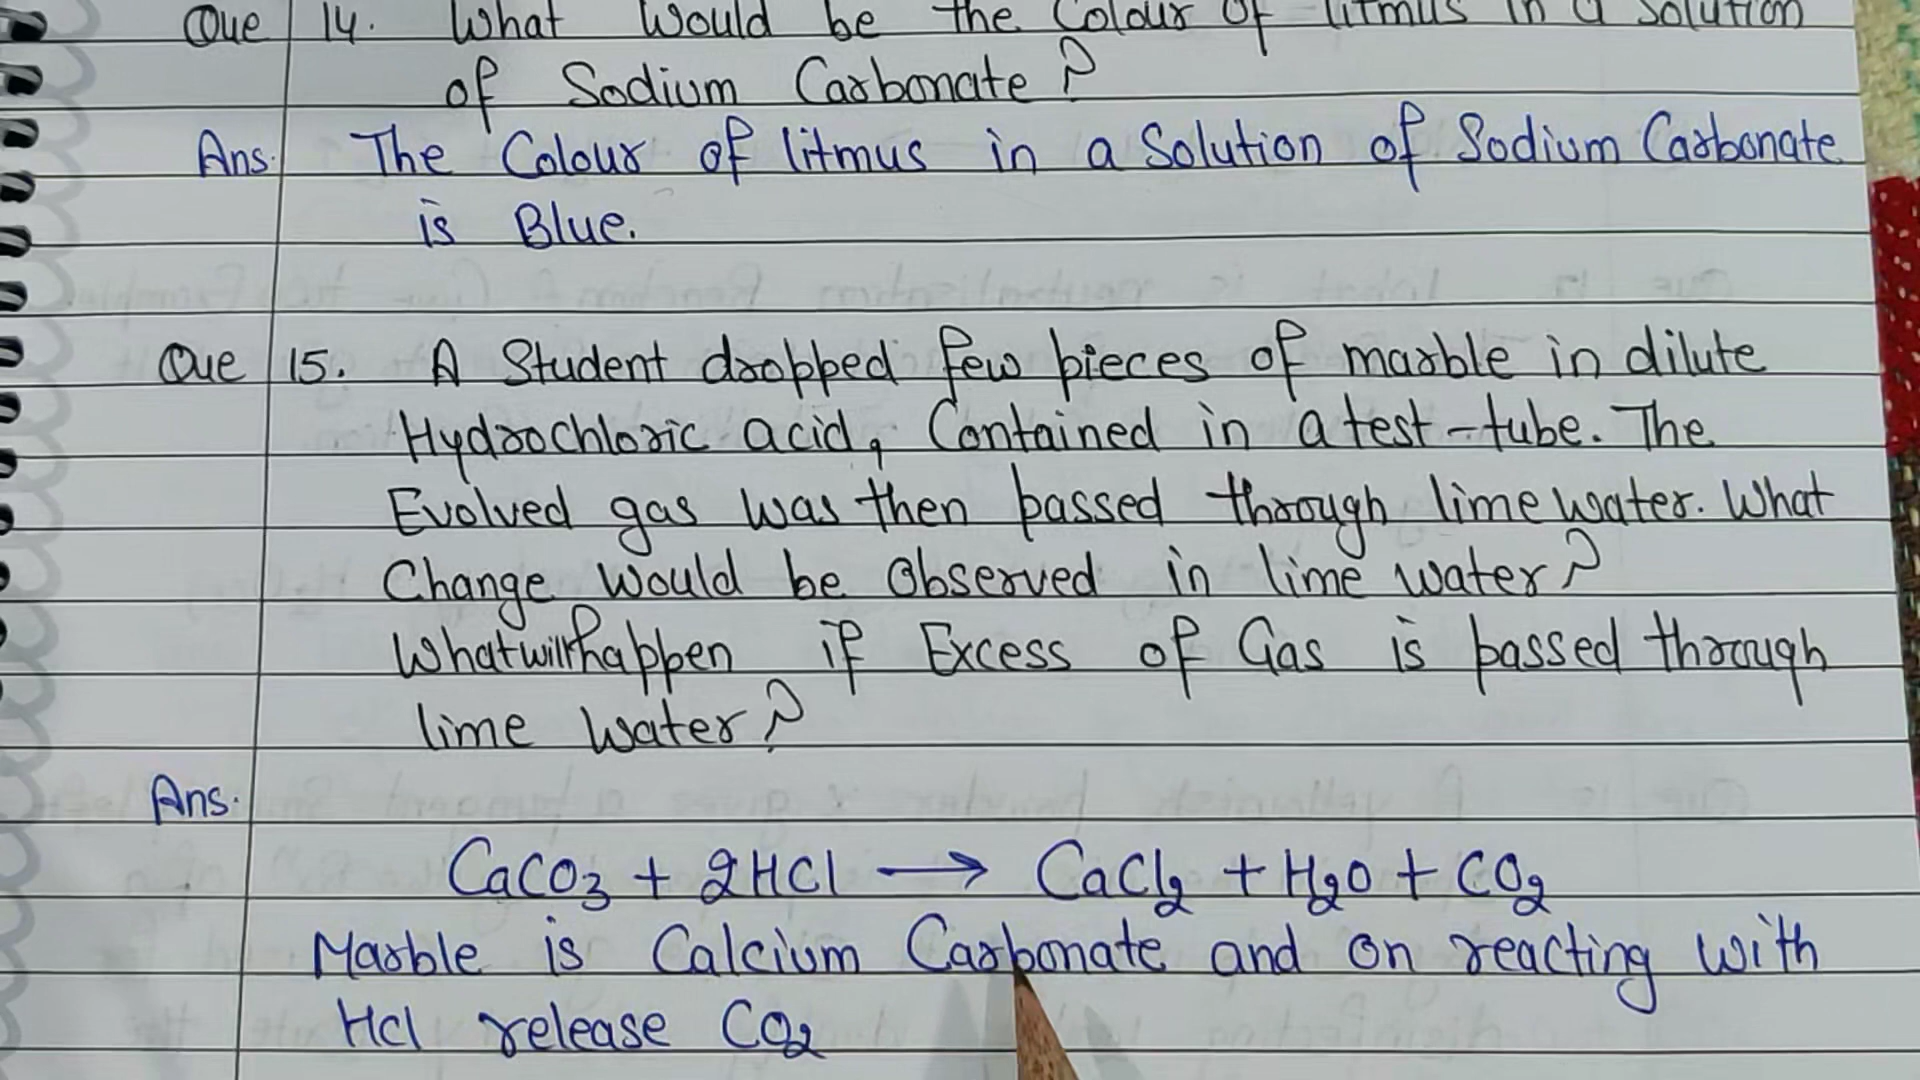 Que 14. What Would be the Colour of litmus in a Solution
of Sodium Carbonate?
Ans. The Colour of litmus in a Solution of Sodium Carbonate
is Blue.
Que 15. A Student dropped few pieces of marble in dilute
Hydrochloric acid, Contained in a test-tube. The
Evolved gas was then passed through lime water. What
Change Would be Observed in lime water?
What will happen if Excess of Gas is passed through
lime Water?
Ans.
CaCO3 + 2HCl → CaCl2 + H2O + CO2
Marble is Calcium Carbonate and on reacting with
Hcl release CO2